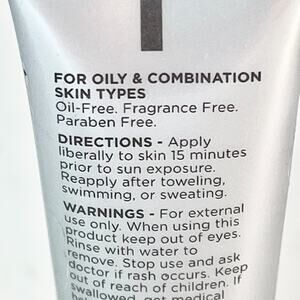 FOR OILY & COMBINATION
SKIN TYPES
Oil-Free. Fragrance Free.
Paraben Free.
DIRECTIONS - Apply
liberally to skin 15 minutes
prior to sun exposure.
Reapply after toweling,
swimming, or sweating.
WARNINGS - For external
use only. When using this
product keep out of eyes.
Rinse with water to
remove. Stop use and ask
doctor if rash occurs. Keep
out of reach of children. If
swallowed, get medical